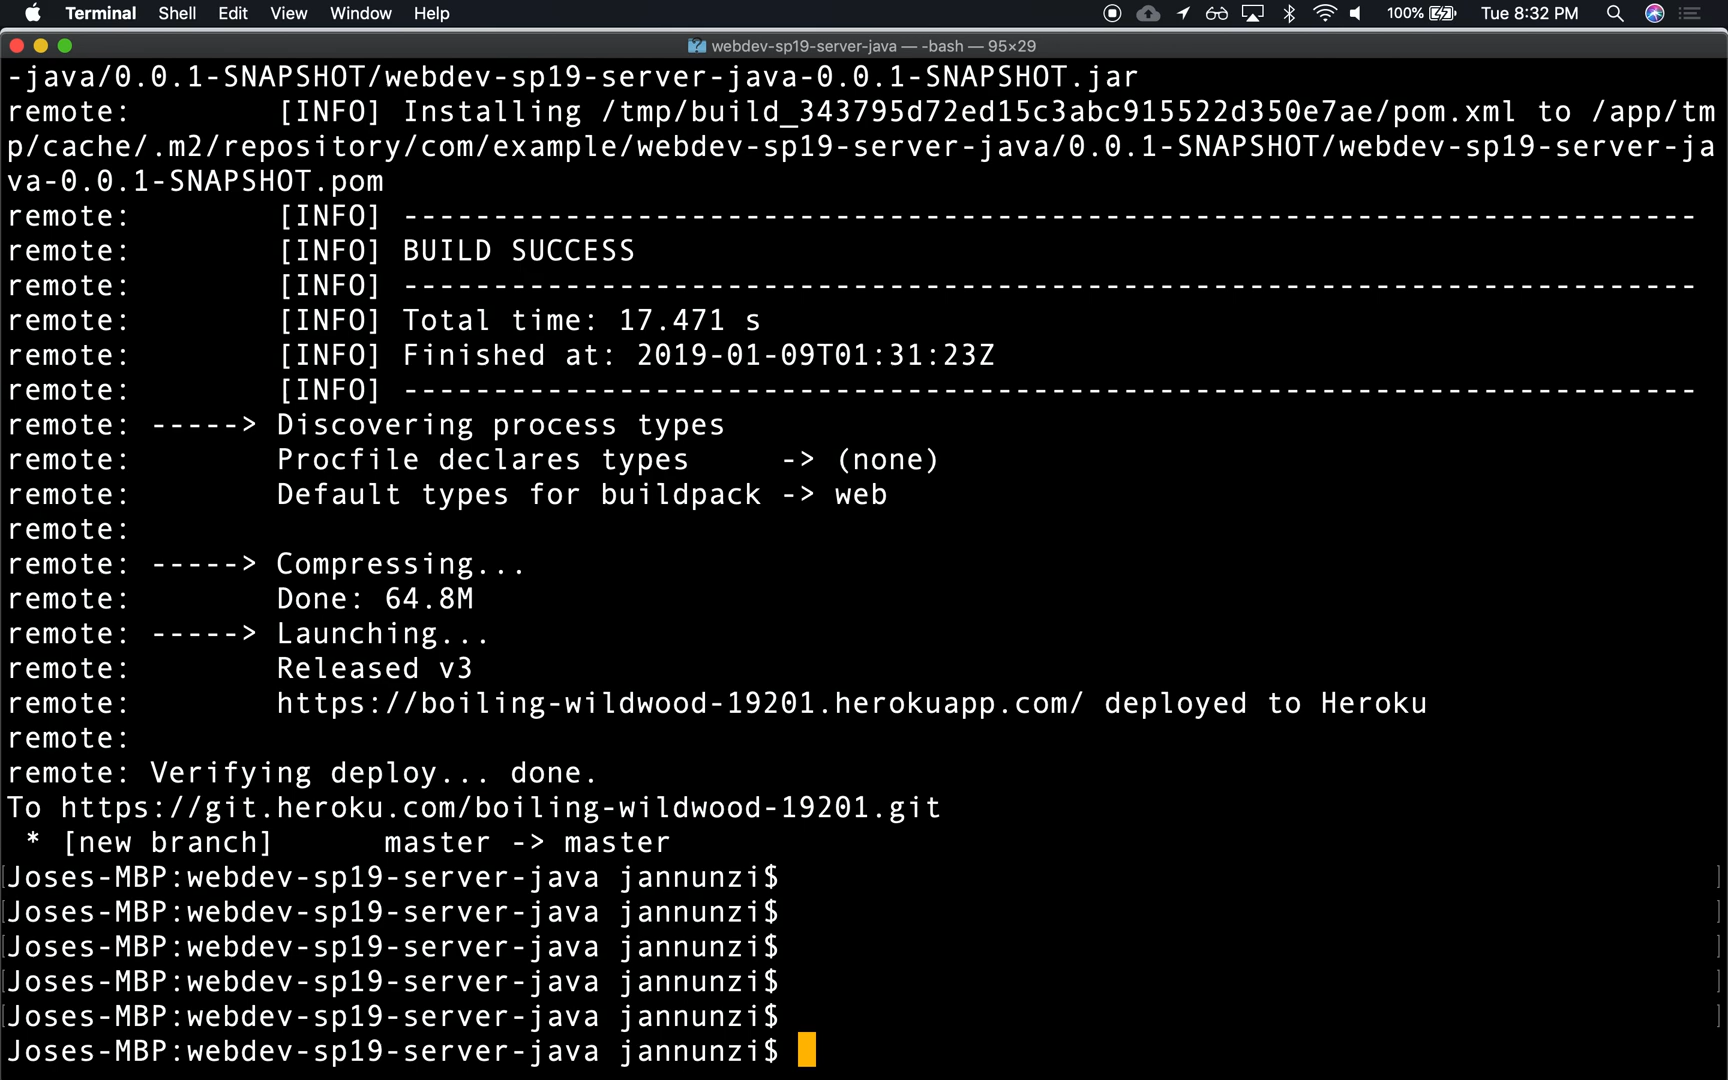 Terminal Shell Edit View Window Help 100% Tue 8:32 PM
webdev-sp19-server-java — -bash — 95×29
-java/0.0.1-SNAPSHOT/webdev-sp19-server-java-0.0.1-SNAPSHOT.jar
remote:        [INFO] Installing /tmp/build_343795d72ed15c3abc915522d350e7ae/pom.xml to /app/tm
p/cache/.m2/repository/com/example/webdev-sp19-server-java/0.0.1-SNAPSHOT/webdev-sp19-server-ja
va-0.0.1-SNAPSHOT.pom
remote:        [INFO] ------------------------------------------------------------------------
remote:        [INFO] BUILD SUCCESS
remote:        [INFO] ------------------------------------------------------------------------
remote:        [INFO] Total time: 17.471 s
remote:        [INFO] Finished at: 2019-01-09T01:31:23Z
remote:        [INFO] ------------------------------------------------------------------------
remote: -----> Discovering process types
remote:        Procfile declares types     -> (none)
remote:        Default types for buildpack -> web
remote:
remote: -----> Compressing...
remote:        Done: 64.8M
remote: -----> Launching...
remote:        Released v3
remote:        https://boiling-wildwood-19201.herokuapp.com/ deployed to Heroku
remote:
remote: Verifying deploy... done.
To https://git.heroku.com/boiling-wildwood-19201.git
 * [new branch]      master -> master
[Joses-MBP:webdev-sp19-server-java jannunzi$ ]
[Joses-MBP:webdev-sp19-server-java jannunzi$ ]
[Joses-MBP:webdev-sp19-server-java jannunzi$ ]
[Joses-MBP:webdev-sp19-server-java jannunzi$ ]
[Joses-MBP:webdev-sp19-server-java jannunzi$ ]
Joses-MBP:webdev-sp19-server-java jannunzi$